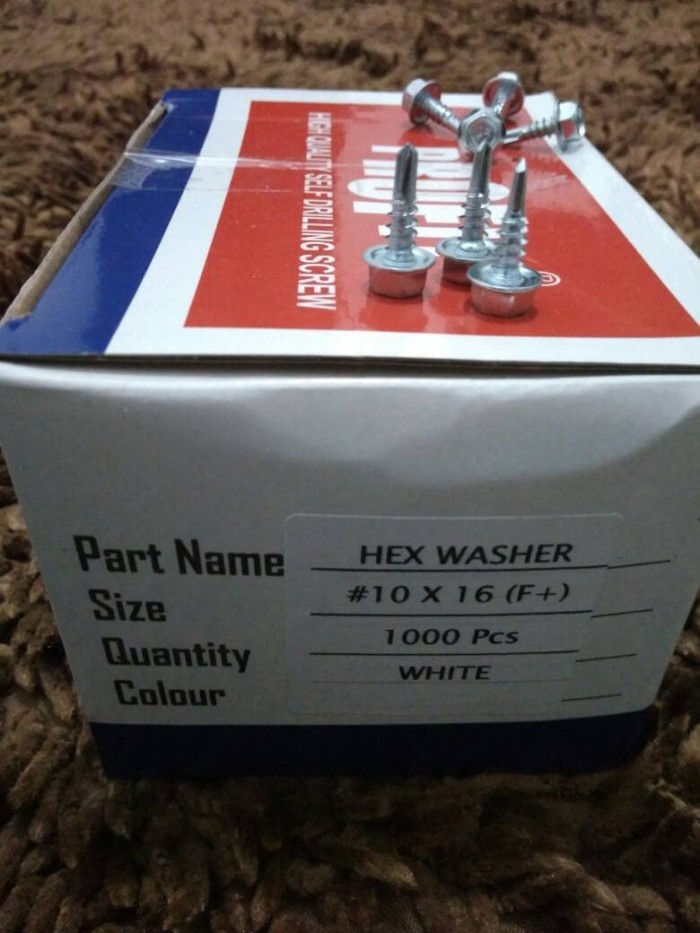 HIGH QUALITY SELF DRILLING SCREW
®
Part Name HEX WASHER
Size #10 X 16 (F+)
Quantity 1000 Pcs
Colour WHITE